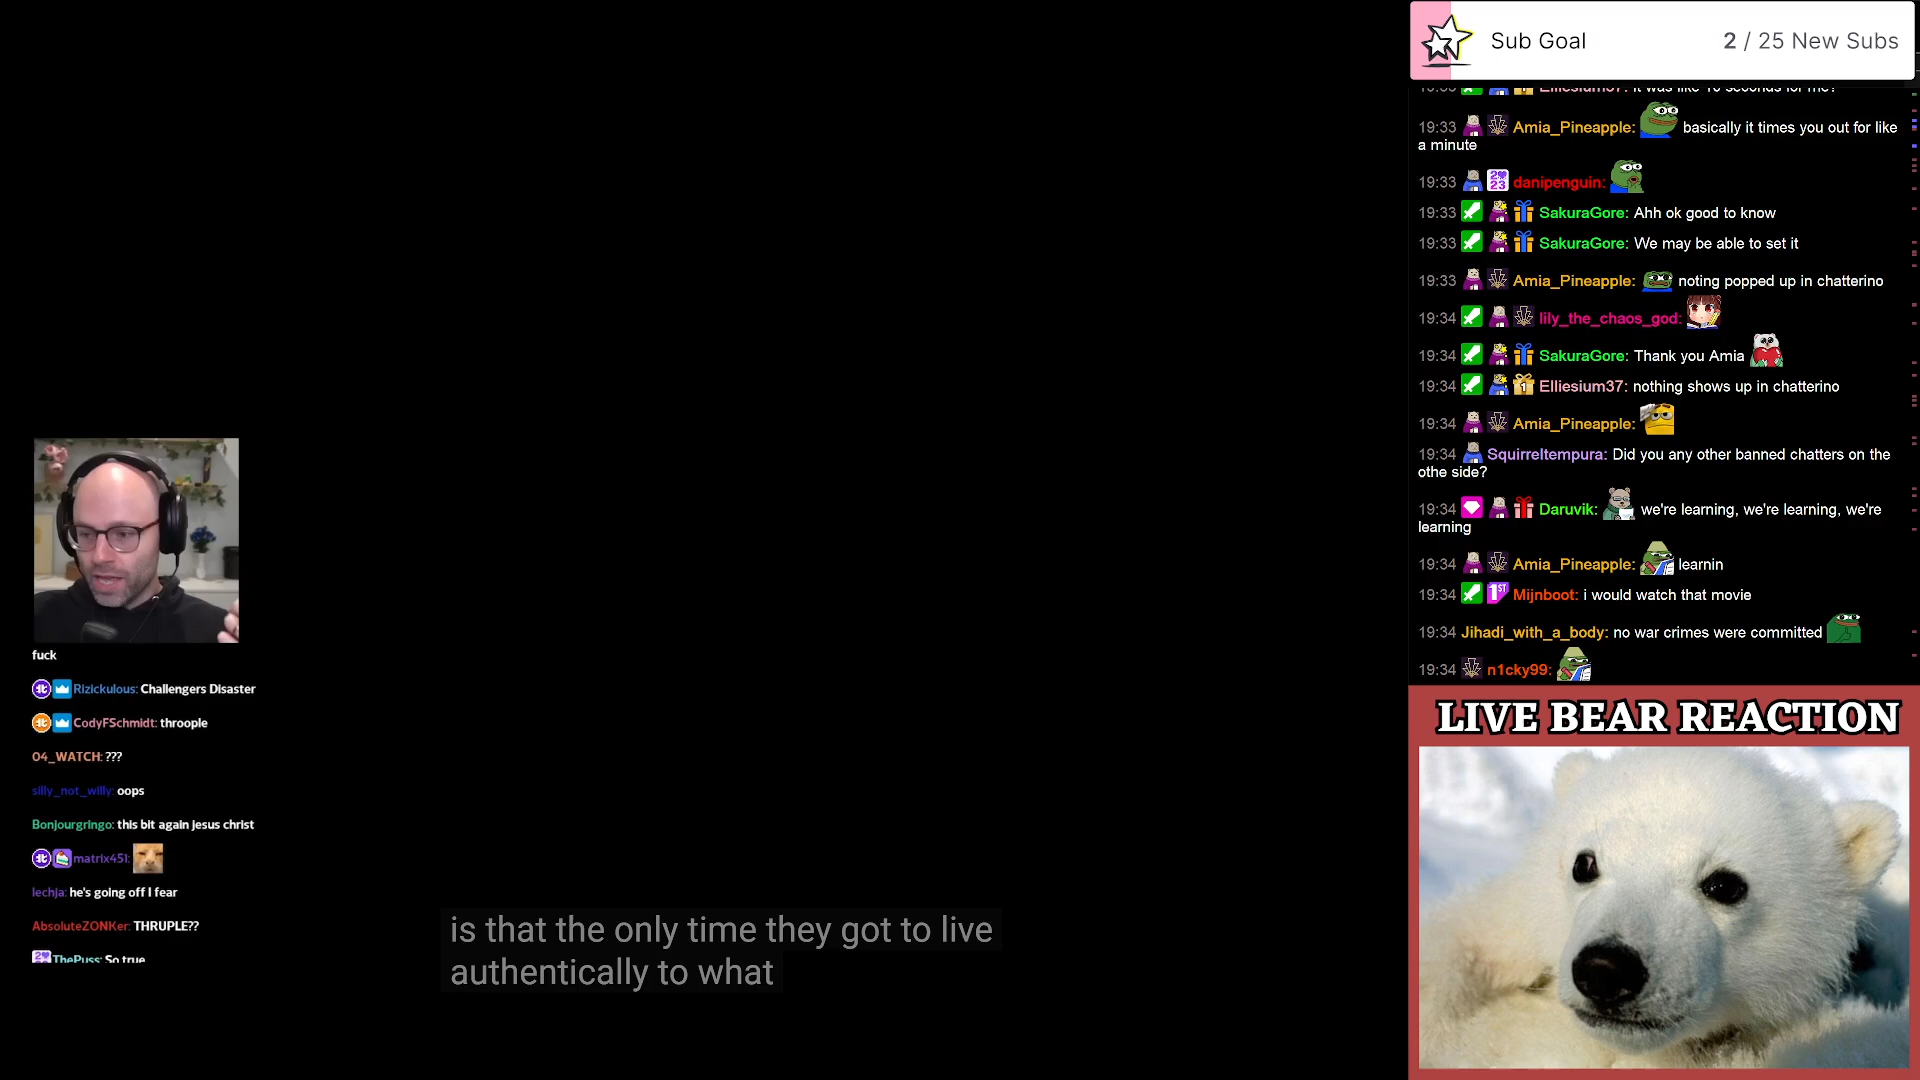 Sub Goal
2 / 25 New Subs
19:33 Amia_Pineapple: basically it times you out for like
a minute
19:33 danipenguin:
19:33 SakuraGore: Ahh ok good to know
19:33 SakuraGore: We may be able to set it
19:33 Amia_Pineapple: noting popped up in chatterino
19:34 lily_the_chaos_god:
19:34 SakuraGore: Thank you Amia
19:34 Elliesium37: nothing shows up in chatterino
19:34 Amia_Pineapple:
19:34 Squirreltempura: Did you any other banned chatters on the
othe side?
19:34 Daruvik: we're learning, we're learning, we're
learning
19:34 Amia_Pineapple: learnin
19:34 Mijnboot: i would watch that movie
19:34 Jihadi_with_a_body: no war crimes were committed
19:34 n1cky99:
LIVE BEAR REACTION
fuck
Rizickulous: Challengers Disaster
CodyFSchmidt: throople
04_WATCH: ???
silly_not_willy: oops
Bonjourgringo: this bit again jesus christ
matrix451:
lechja: he's going off I fear
AbsoluteZONKer: THRUPLE??
ThePuss: So true
is that the only time they got to live
authentically to what